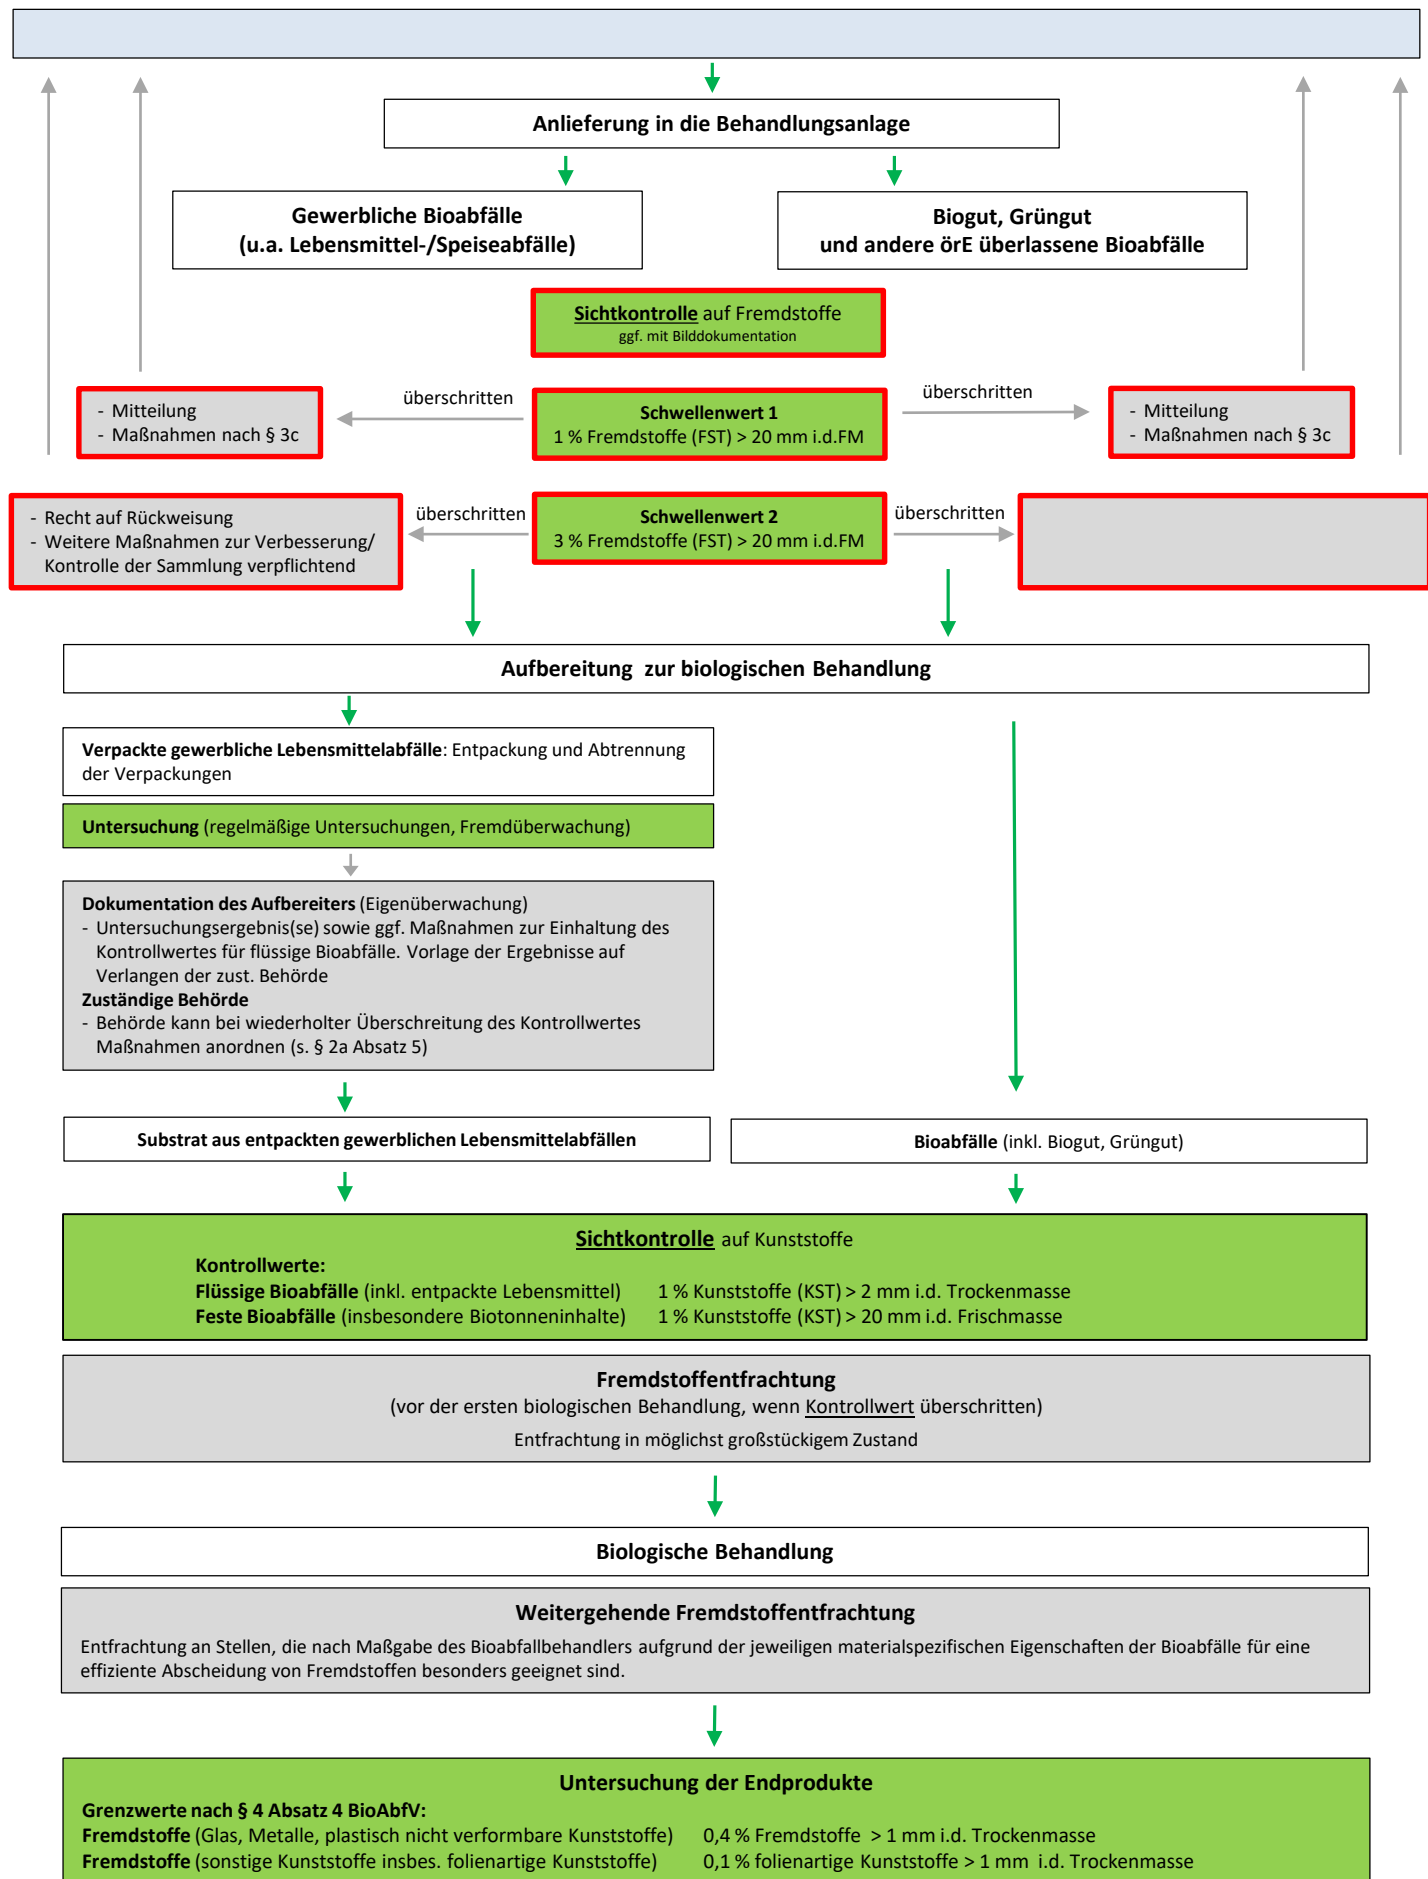 Anlieferung in die Behandlungsanlage
Gewerbliche Bioabfälle
(u.a. Lebensmittel-/Speiseabfälle)
Biogut, Grüngut
und andere örE überlassene Bioabfälle
Sichtkontrolle auf Fremdstoffe
ggf. mit Bilddokumentation
überschritten
überschritten
- Mitteilung
- Maßnahmen nach § 3c
Schwellenwert 1
1 % Fremdstoffe (FST) > 20 mm i.d.FM
- Mitteilung
- Maßnahmen nach § 3c
- Recht auf Rückweisung
- Weitere Maßnahmen zur Verbesserung/
Kontrolle der Sammlung verpflichtend
überschritten
Schwellenwert 2
3 % Fremdstoffe (FST) > 20 mm i.d.FM
überschritten
Aufbereitung zur biologischen Behandlung
Verpackte gewerbliche Lebensmittelabfälle: Entpackung und Abtrennung
der Verpackungen
Untersuchung (regelmäßige Untersuchungen, Fremdüberwachung)
Dokumentation des Aufbereiters (Eigenüberwachung)
- Untersuchungsergebnis(se) sowie ggf. Maßnahmen zur Einhaltung des
Kontrollwertes für flüssige Bioabfälle. Vorlage der Ergebnisse auf
Verlangen der zust. Behörde
Zuständige Behörde
- Behörde kann bei wiederholter Überschreitung des Kontrollwertes
Maßnahmen anordnen (s. § 2a Absatz 5)
Substrat aus entpackten gewerblichen Lebensmittelabfällen
Bioabfälle (inkl. Biogut, Grüngut)
Sichtkontrolle auf Kunststoffe
Kontrollwerte:
Flüssige Bioabfälle (inkl. entpackte Lebensmittel) 1 % Kunststoffe (KST) > 2 mm i.d. Trockenmasse
Feste Bioabfälle (insbesondere Biotonneninhalte) 1 % Kunststoffe (KST) > 20 mm i.d. Frischmasse
Fremdstoffentfrachtung
(vor der ersten biologischen Behandlung, wenn Kontrollwert überschritten)
Entfrachtung in möglichst großstückigem Zustand
Biologische Behandlung
Weitergehende Fremdstoffentfrachtung
Entfrachtung an Stellen, die nach Maßgabe des Bioabfallbehandlers aufgrund der jeweiligen materialspezifischen Eigenschaften der Bioabfälle für eine
effiziente Abscheidung von Fremdstoffen besonders geeignet sind.
Untersuchung der Endprodukte
Grenzwerte nach § 4 Absatz 4 BioAbfV:
Fremdstoffe (Glas, Metalle, plastisch nicht verformbare Kunststoffe) 0,4 % Fremdstoffe > 1 mm i.d. Trockenmasse
Fremdstoffe (sonstige Kunststoffe insbes. folienartige Kunststoffe) 0,1 % folienartige Kunststoffe > 1 mm i.d. Trockenmasse